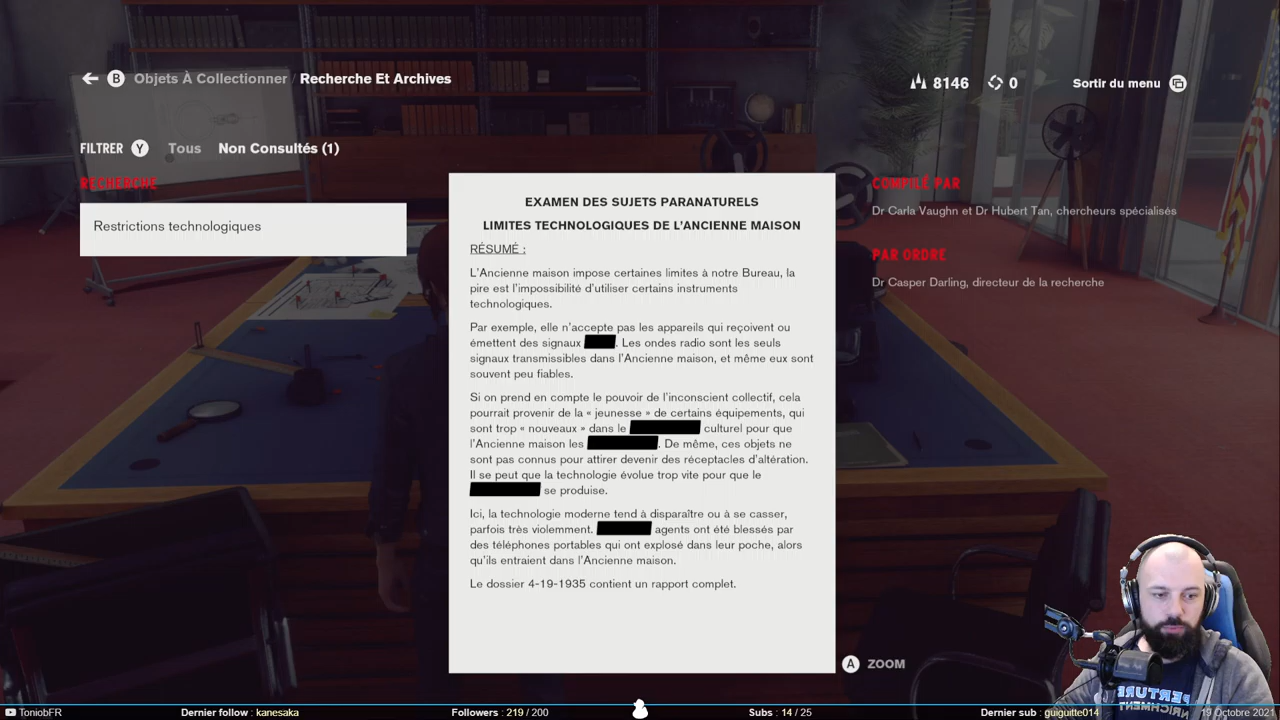 B Objets À Collectionner / Recherche Et Archives
8146 0 Sortir du menu
FILTRER Y Tous Non Consultés (1)
RECHERCHE
Restrictions technologiques
EXAMEN DES SUJETS PARANATURELS
LIMITES TECHNOLOGIQUES DE L'ANCIENNE MAISON
RÉSUMÉ :
L'Ancienne maison impose certaines limites à notre Bureau, la
pire est l'impossibilité d'utiliser certains instruments
technologiques.
Par exemple, elle n'accepte pas les appareils qui reçoivent ou
émettent des signaux . Les ondes radio sont les seuls
signaux transmissibles dans l'Ancienne maison, et même eux sont
souvent peu fiables.
Si on prend en compte le pouvoir de l'inconscient collectif, cela
pourrait provenir de la « jeunesse » de certains équipements, qui
sont trop « nouveaux » dans le culturel pour que
l'Ancienne maison les . De même, ces objets ne
sont pas connus pour attirer devenir des réceptacles d'altération.
Il se peut que la technologie évolue trop vite pour que le
se produise.
Ici, la technologie moderne tend à disparaître ou à se casser,
parfois très violemment. agents ont été blessés par
des téléphones portables qui ont explosé dans leur poche, alors
qu'ils entraient dans l'Ancienne maison.
Le dossier 4-19-1935 contient un rapport complet.
COMPILÉ PAR
Dr Carla Vaughn et Dr Hubert Tan, chercheurs spécialisés
PAR ORDRE
Dr Casper Darling, directeur de la recherche
A ZOOM
ToniobFR Dernier follow : kanesaka Followers : 219 / 200 Subs : 14 / 25 Dernier sub : guiguitte014 19 Octobre 2021